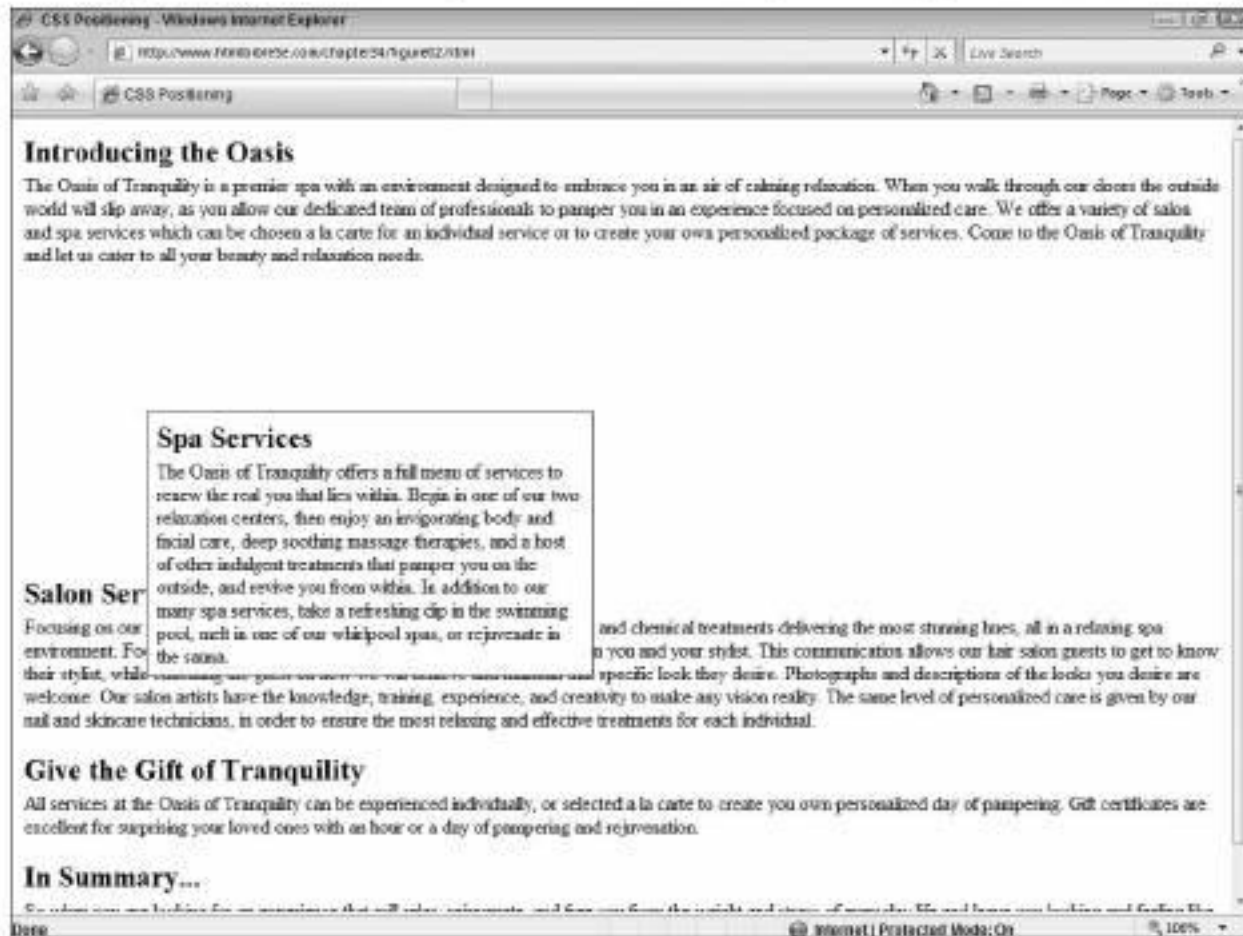 CSS Positioning - Windows Internet Explorer
Live Search
CSS Positioning
Page Tools
Introducing the Oasis
The Oasis of Tranquility is a premier spa with an environment designed to embrace you in an air of calming relaxation. When you walk through our doors the outside
world will slip away, as you allow our dedicated team of professionals to pamper you in an experience focused on personalized care. We offer a variety of salon
and spa services which can be chosen a la carte for an individual service or to create your own personalized package of services. Come to the Oasis of Tranquility
and let us cater to all your beauty and relaxation needs.
Spa Services
The Oasis of Tranquility offers a full menu of services to
renew the real you that lies within. Begin in one of our two
relaxation centers, then enjoy an invigorating body and
facial care, deep soothing massage therapies, and a host
of other indulgent treatments that pamper you on the
outside, and revive you from within. In addition to our
many spa services, take a refreshing dip in the swimming
pool, melt in one of our whirlpool spas, or rejuvenate in
the sauna.
Salon Ser
Focusing on our and chemical treatments delivering the most stunning hues, all in a relaxing spa
environment. Fo n you and your stylist. This communication allows our hair salon guests to get to know
their stylist, while specific look they desire. Photographs and descriptions of the looks you desire are
welcome. Our salon artists have the knowledge, training, experience, and creativity to make any vision reality. The same level of personalized care is given by our
nail and skincare technicians, in order to ensure the most relaxing and effective treatments for each individual.
Give the Gift of Tranquility
All services at the Oasis of Tranquility can be experienced individually, or selected a la carte to create you own personalized day of pampering. Gift certificates are
excellent for surprising your loved ones with an hour or a day of pampering and rejuvenation.
In Summary...
Done Internet | Protected Mode: On 100%